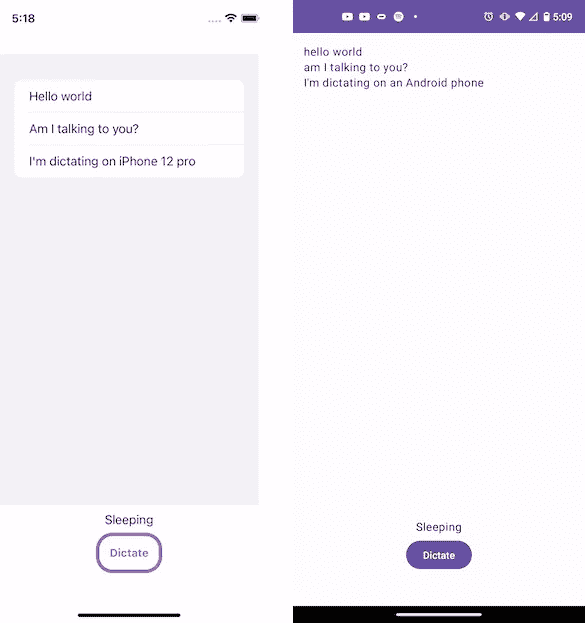 5:18
Hello world
Am I talking to you?
I'm dictating on iPhone 12 pro
Sleeping
Dictate
5:09
hello world
am I talking to you?
I'm dictating on an Android phone
Sleeping
Dictate